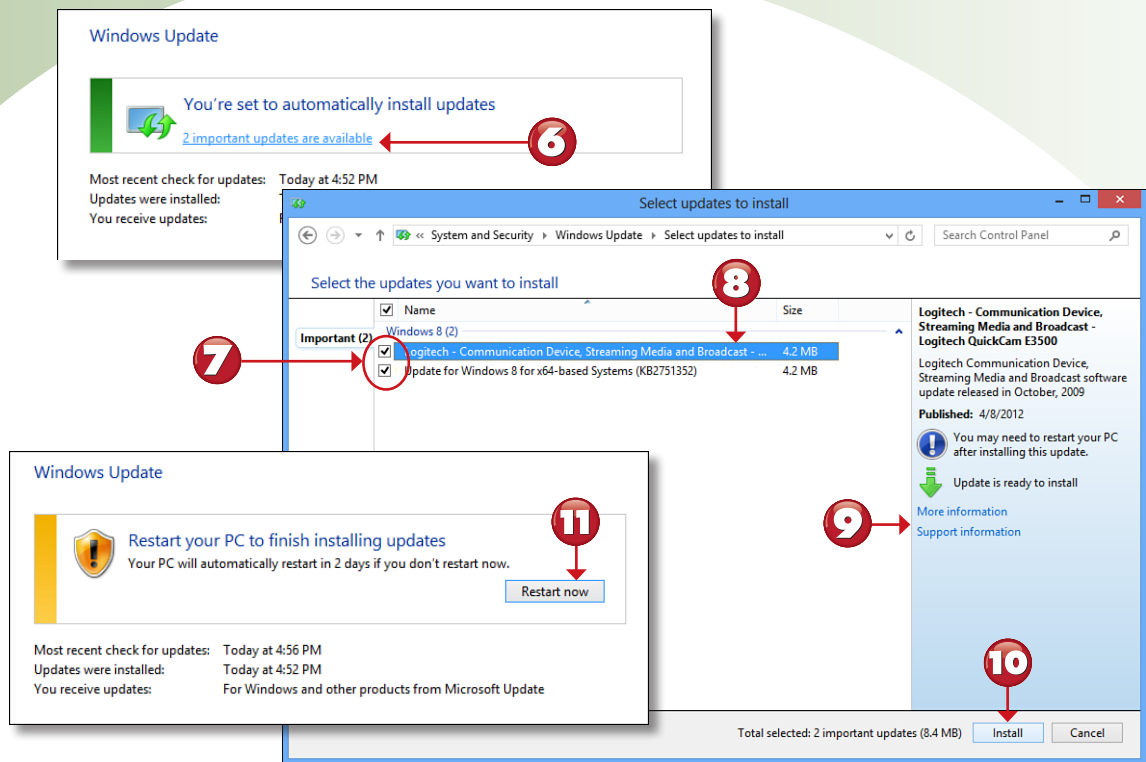 Windows Update
You're set to automatically install updates
2 important updates are available
6
Most recent check for updates: Today at 4:52 PM
Updates were installed:
You receive updates:
Select updates to install
« System and Security Windows Update Select updates to install
Search Control Panel
Select the updates you want to install
8
Name Size
Important (2)
Windows 8 (2)
7
Logitech - Communication Device, Streaming Media and Broadcast - ... 4.2 MB
Update for Windows 8 for x64-based Systems (KB2751352) 4.2 MB
Logitech - Communication Device,
Streaming Media and Broadcast -
Logitech QuickCam E3500
Logitech Communication Device,
Streaming Media and Broadcast software
update released in October, 2009
Published: 4/8/2012
You may need to restart your PC
after installing this update.
Update is ready to install
9
More information
Support information
10
Total selected: 2 important updates (8.4 MB) Install Cancel
Windows Update
11
Restart your PC to finish installing updates
Your PC will automatically restart in 2 days if you don't restart now.
Restart now
Most recent check for updates: Today at 4:56 PM
Updates were installed: Today at 4:52 PM
You receive updates: For Windows and other products from Microsoft Update